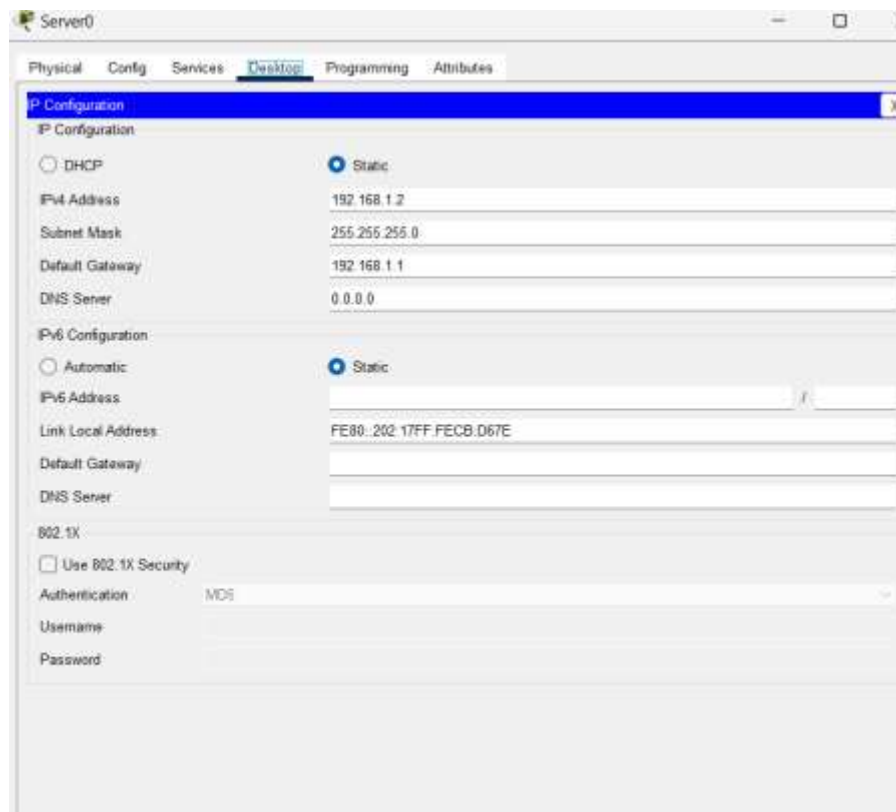 Server0
Physical Config Services Desktop Programming Attributes
IP Configuration X
IP Configuration
DHCP Static
IPv4 Address 192.168.1.2
Subnet Mask 255.255.255.0
Default Gateway 192.168.1.1
DNS Server 0.0.0.0
IPv6 Configuration
Automatic Static
IPv6 Address /
Link Local Address FE80::202:17FF:FECB:D67E
Default Gateway
DNS Server
802.1X
Use 802.1X Security
Authentication MD5
Username
Password